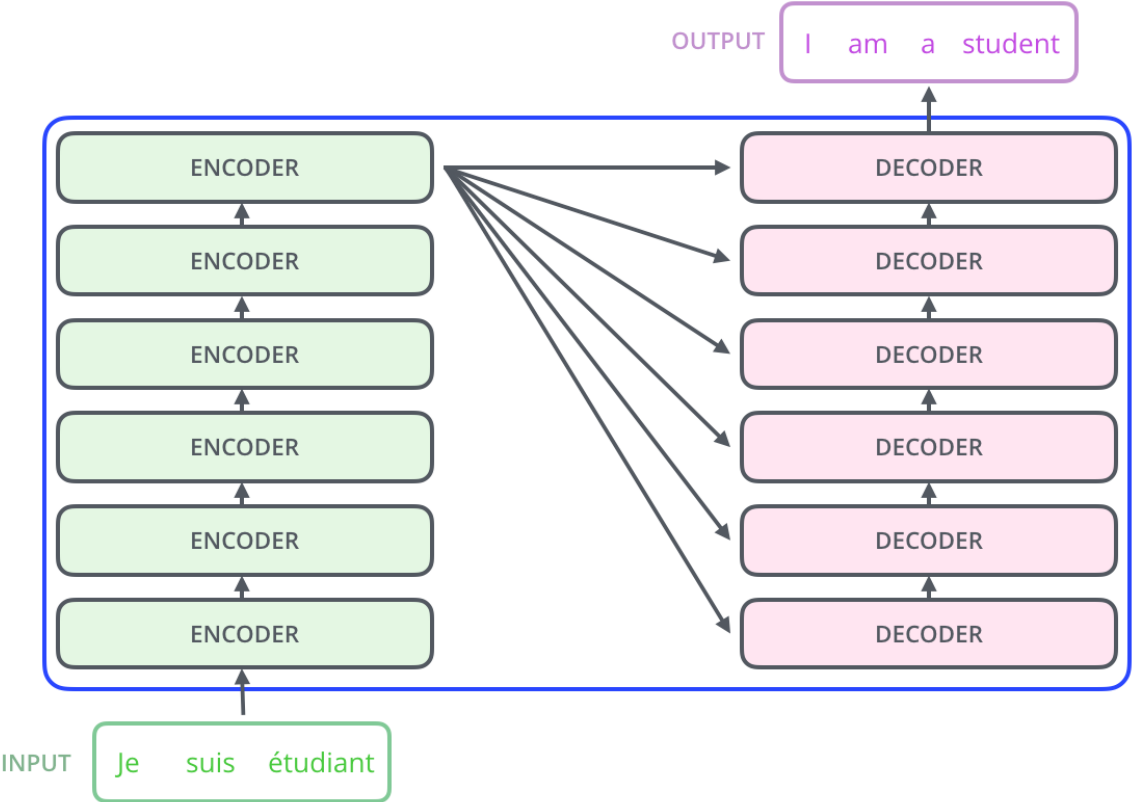 OUTPUT
I am a student
ENCODER
DECODER
ENCODER
DECODER
ENCODER
DECODER
ENCODER
DECODER
ENCODER
DECODER
ENCODER
DECODER
INPUT
Je suis étudiant